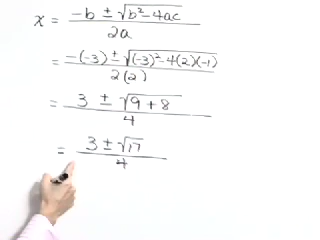 x = (-b ± √(b² - 4ac)) / 2a
= (-(-3) ± √((-3)² - 4(2)(-1))) / 2(2)
= (3 ± √(9 + 8)) / 4
= (3 ± √17) / 4